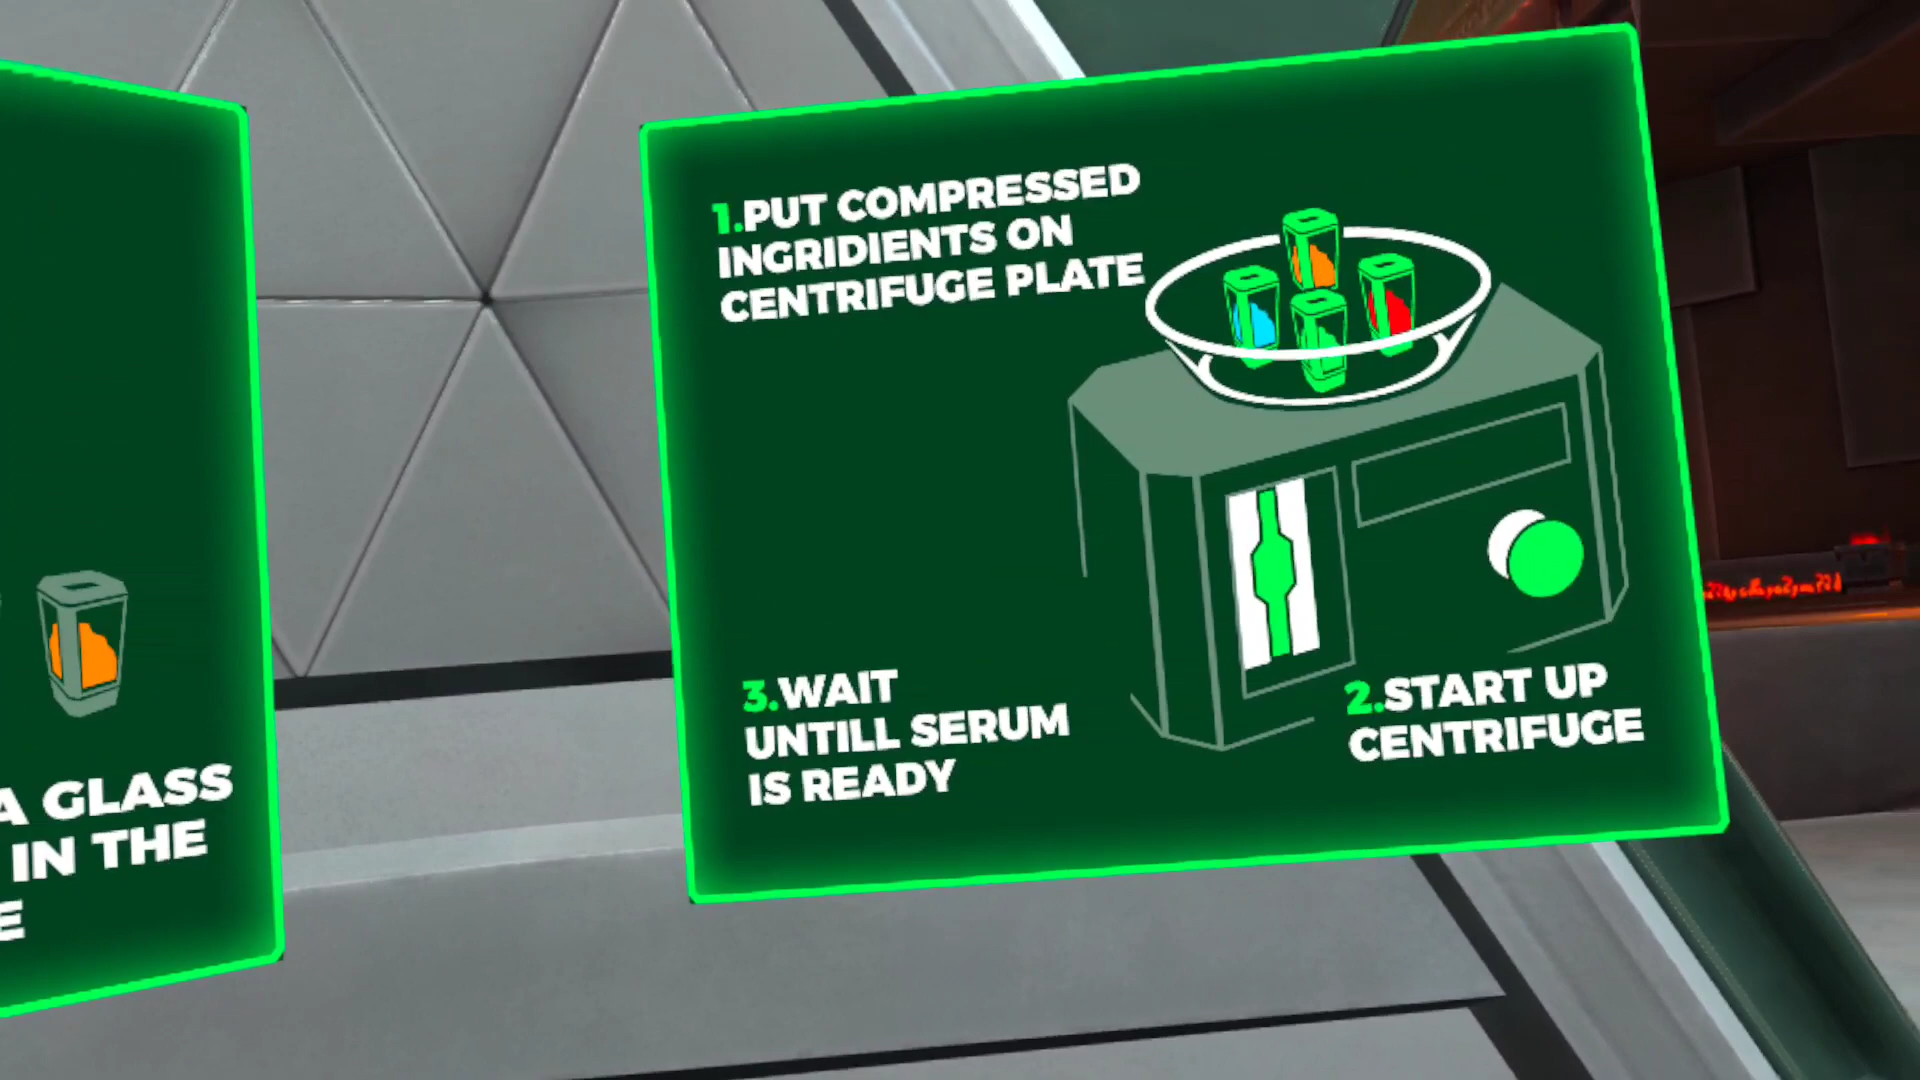 A GLASS
IN THE
E
1.PUT COMPRESSED
INGRIDIENTS ON
CENTRIFUGE PLATE
3.WAIT
UNTILL SERUM
IS READY
2.START UP
CENTRIFUGE